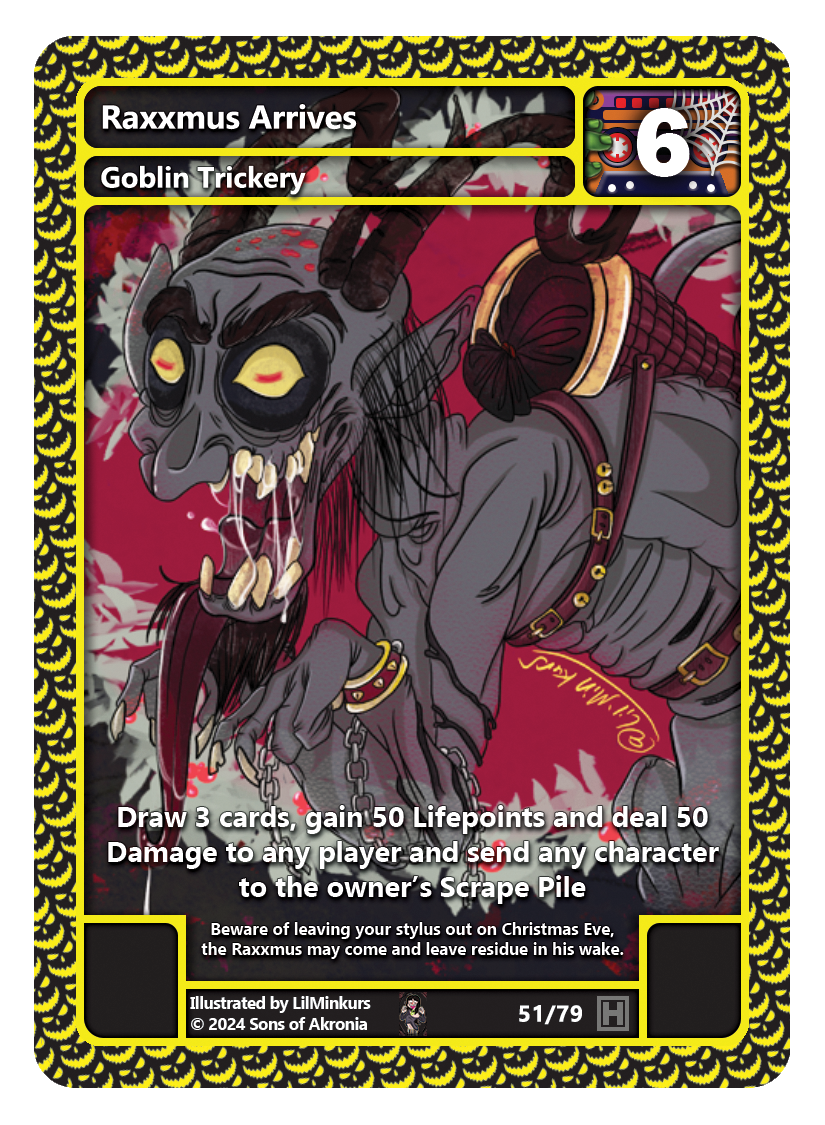 Raxxmus Arrives
6
Goblin Trickery
@Lil'Minkurs
Draw 3 cards, gain 50 Lifepoints and deal 50
Damage to any player and send any character
to the owner’s Scrape Pile
Beware of leaving your stylus out on Christmas Eve,
the Raxxmus may come and leave residue in his wake.
Illustrated by LilMinkurs
© 2024 Sons of Akronia
51/79 H